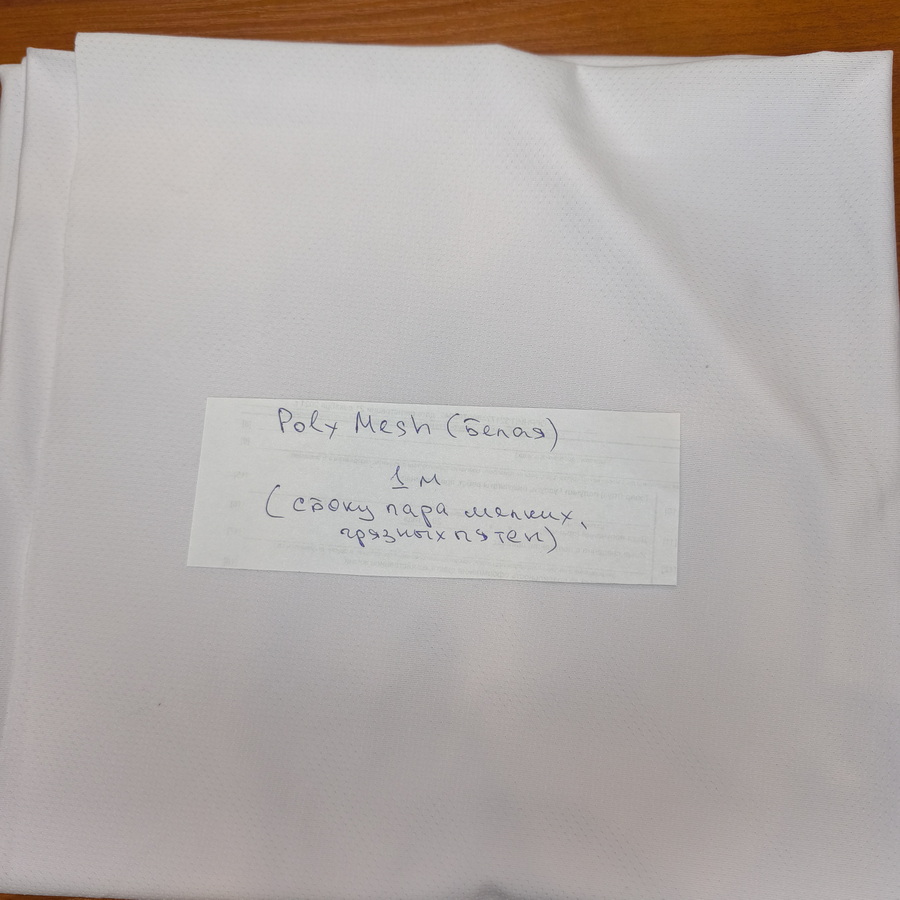 Poly Mesh (белая)
1 м
(сбоку пара мелких,
грязных пятен)